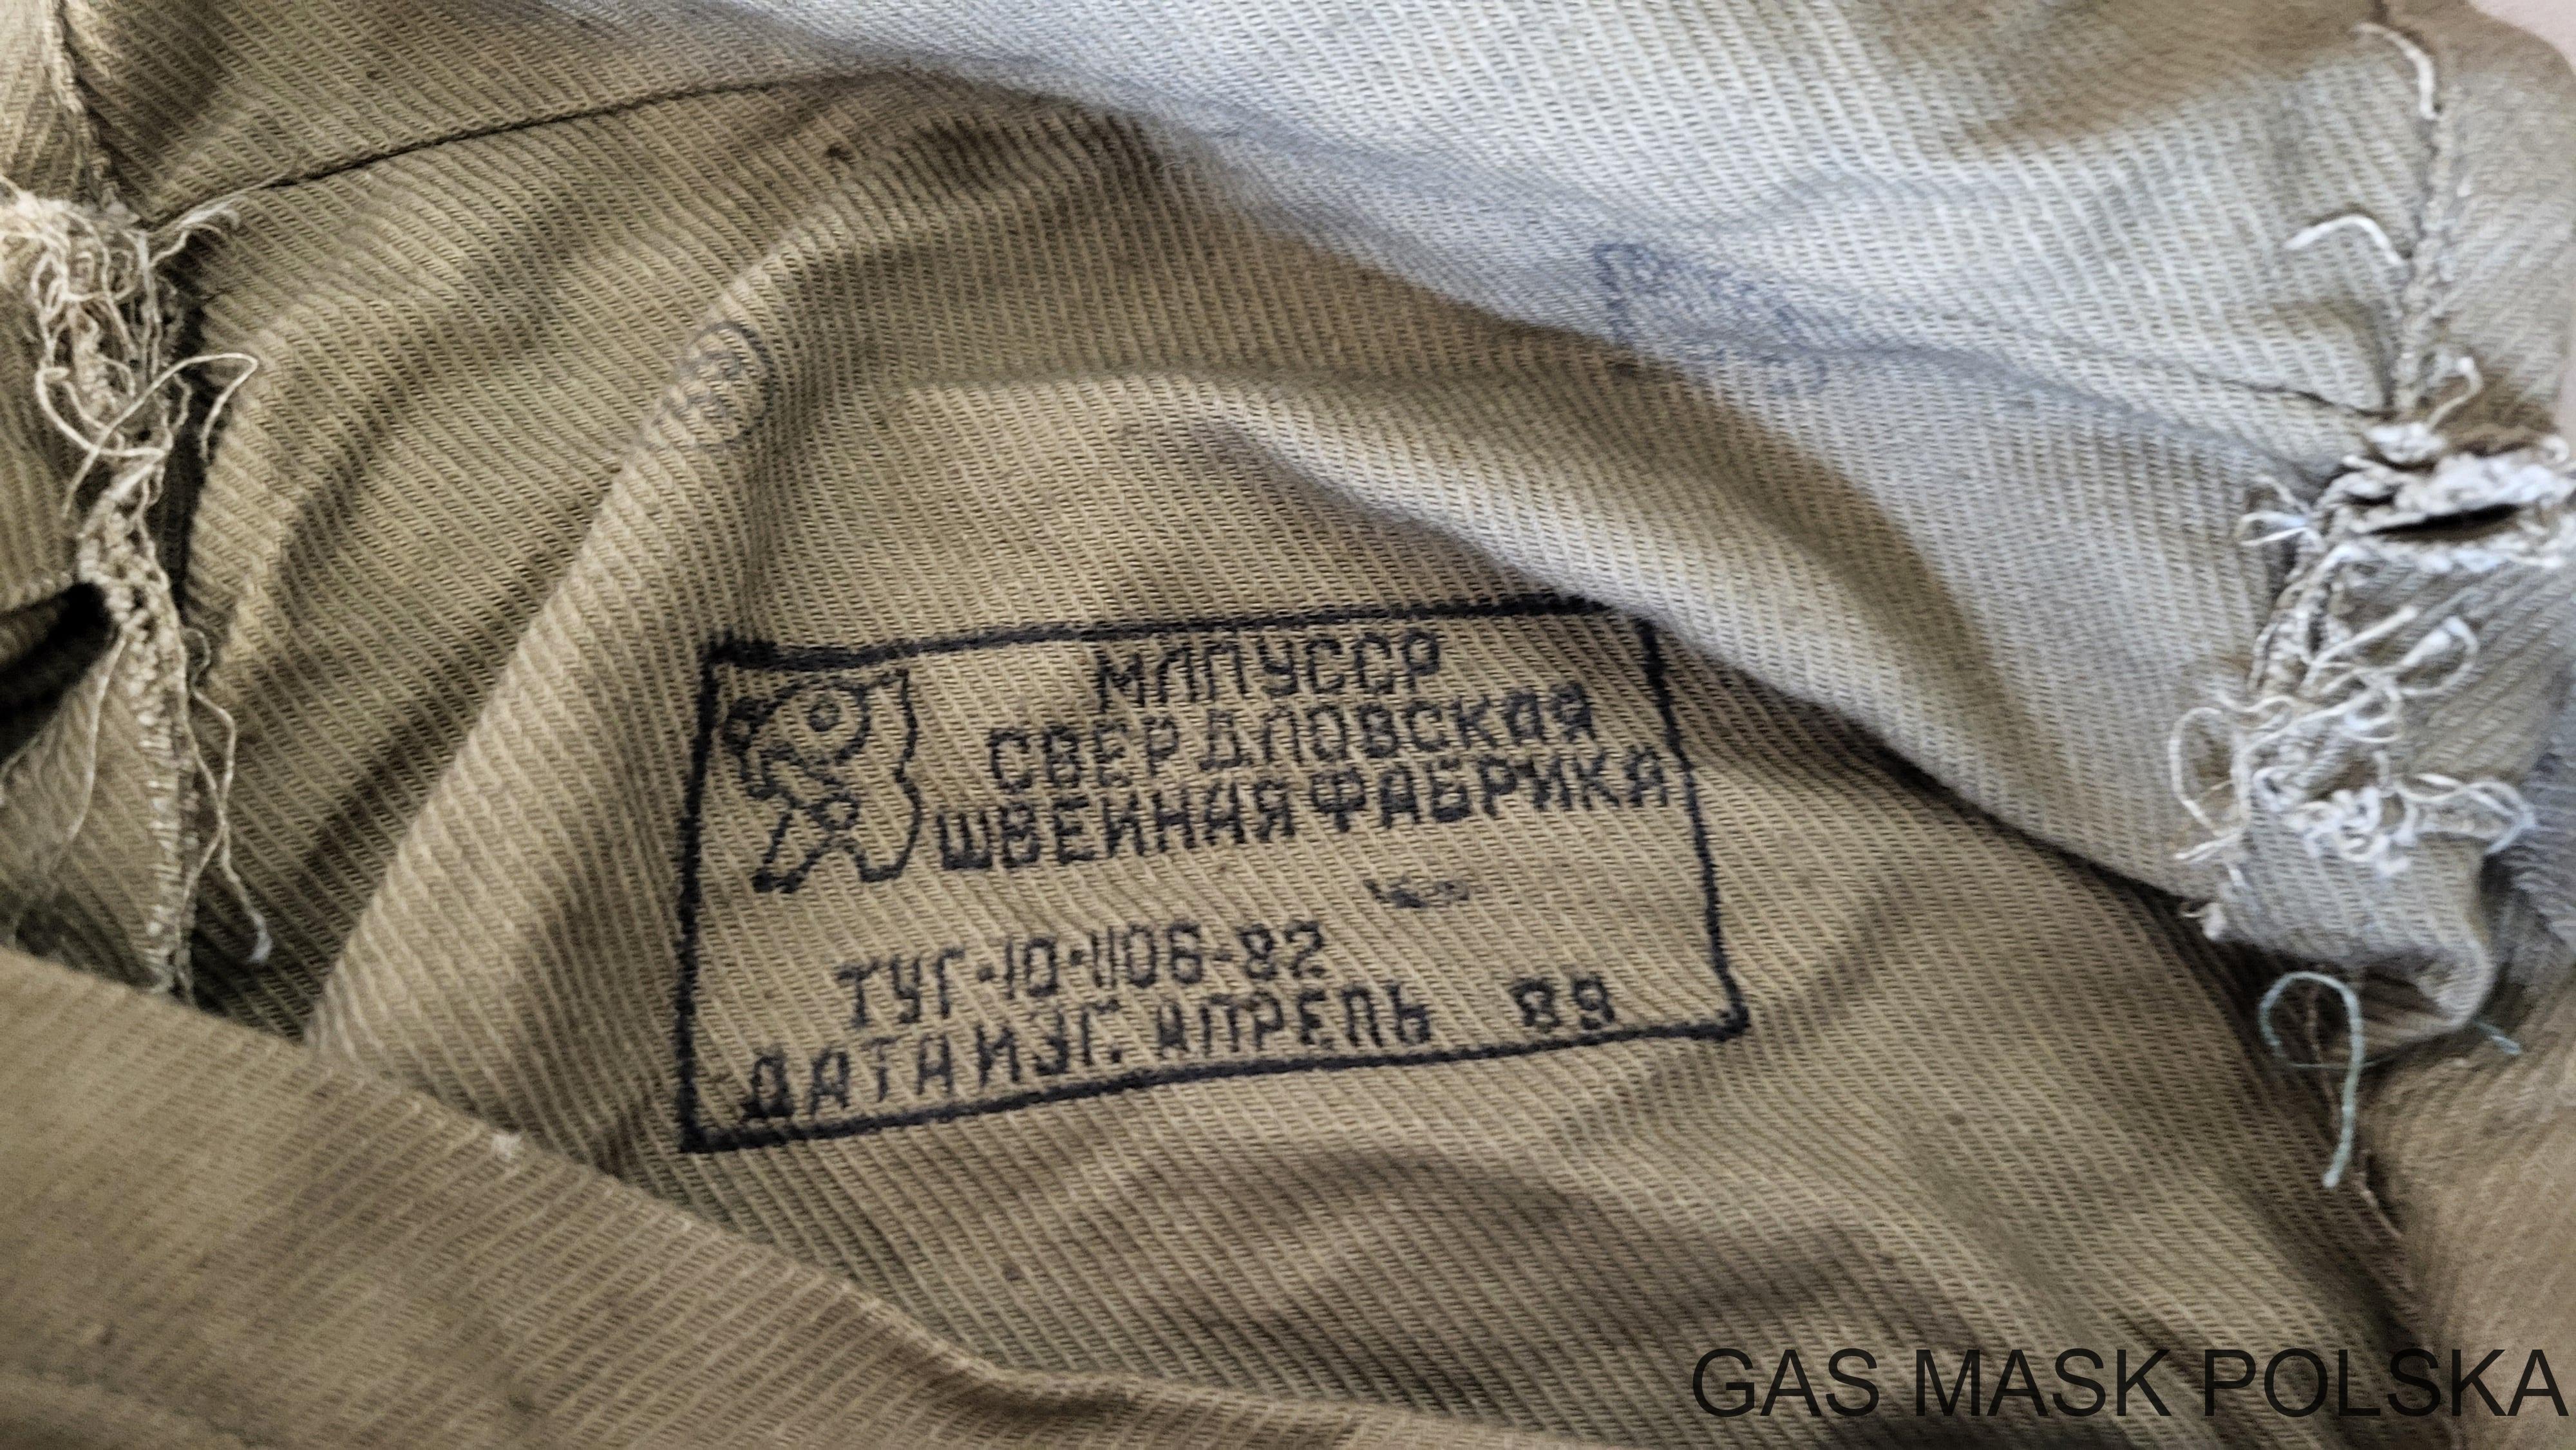 МЛПУССР
СВЕРДЛОВСКАЯ
ШВЕЙНАЯ ФАБРИКА
ТУГ-10-1106-82
ДАТА ИЗГ. АПРЕЛЬ 89
GAS MASK POLSKA